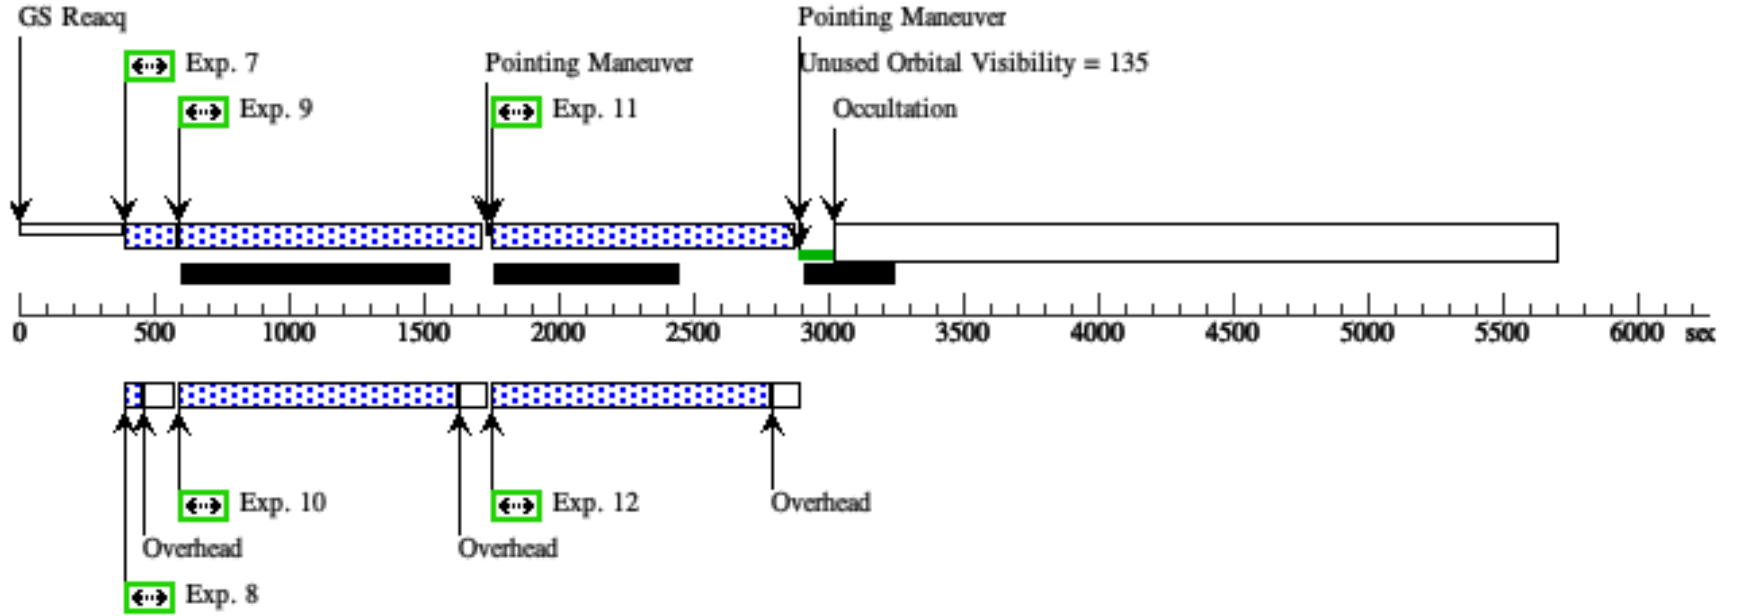 GS Reacq
Pointing Maneuver
Exp. 7
Pointing Maneuver
Unused Orbital Visibility = 135
Exp. 9
Exp. 11
Occultation
0 500 1000 1500 2000 2500 3000 3500 4000 4500 5000 5500 6000 sec
Exp. 10
Exp. 12
Overhead
Overhead
Overhead
Exp. 8